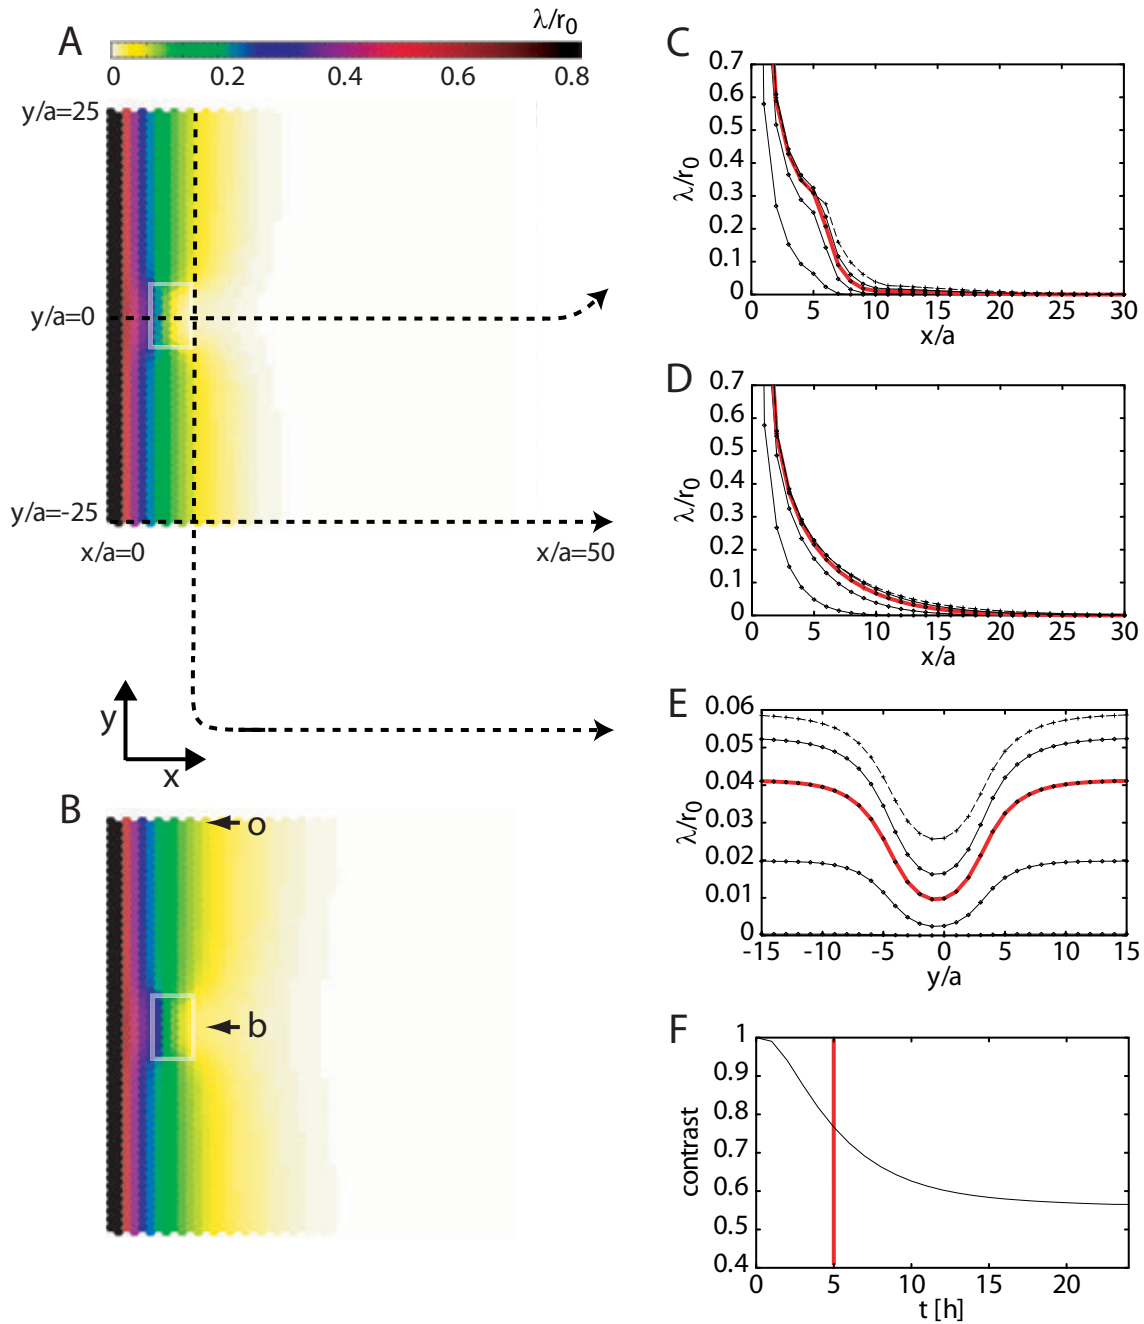 A
λ/r0
0 0.2 0.4 0.6 0.8
y/a=25
y/a=0
y/a=-25
x/a=0 x/a=50
y
x
B
o
b
C
0.7
0.6
0.5
0.4
0.3
0.2
0.1
0
λ/r0
0 5 10 15 20 25 30
x/a
D
0.7
0.6
0.5
0.4
0.3
0.2
0.1
0
λ/r0
0 5 10 15 20 25 30
x/a
E
0.06
0.05
0.04
0.03
0.02
0.01
0
λ/r0
-15 -10 -5 0 5 10 15
y/a
F
1
0.9
0.8
0.7
0.6
0.5
0.4
contrast
0 5 10 15 20
t [h]